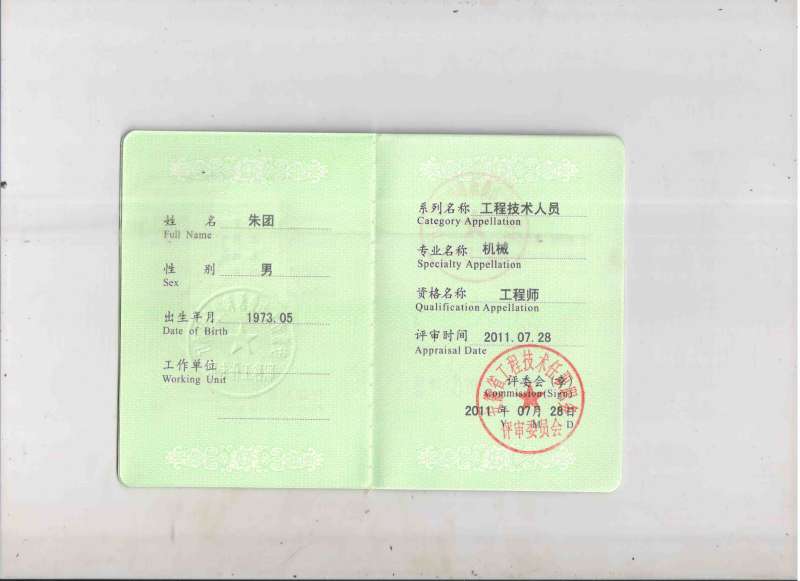 姓 名 朱团
Full Name
性 别 男
Sex
出生年月 1973.05
Date of Birth
工作单位
Working Unit
系列名称 工程技术人员
Category Appellation
专业名称 机械
Specialty Appellation
资格名称 工程师
Qualification Appellation
评审时间 2011.07.28
Appraisal Date
评委会(章)
Commission(Sign)
2011 年 07月 28日
Y M D
评审委员会